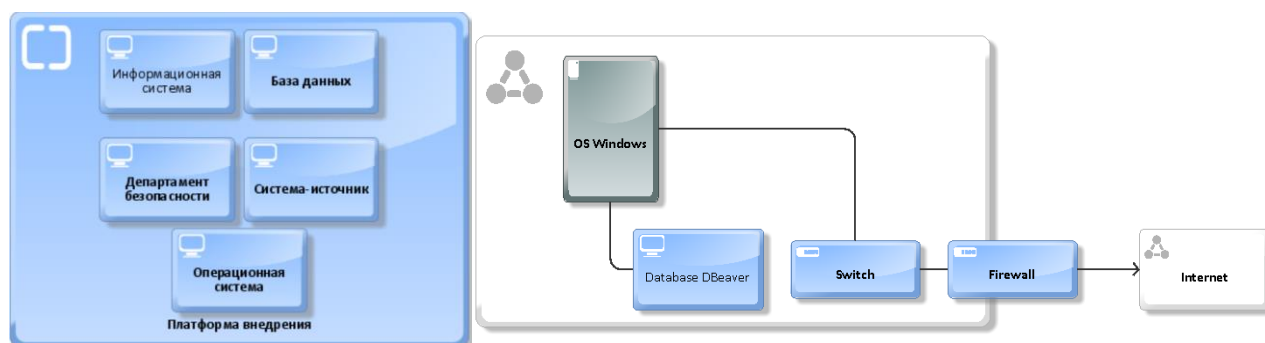 Информационная
система
База данных
Департамент
безопасности
Система-источник
Операционная
система
Платформа внедрения
OS Windows
Database DBeaver
Switch
Firewall
Internet